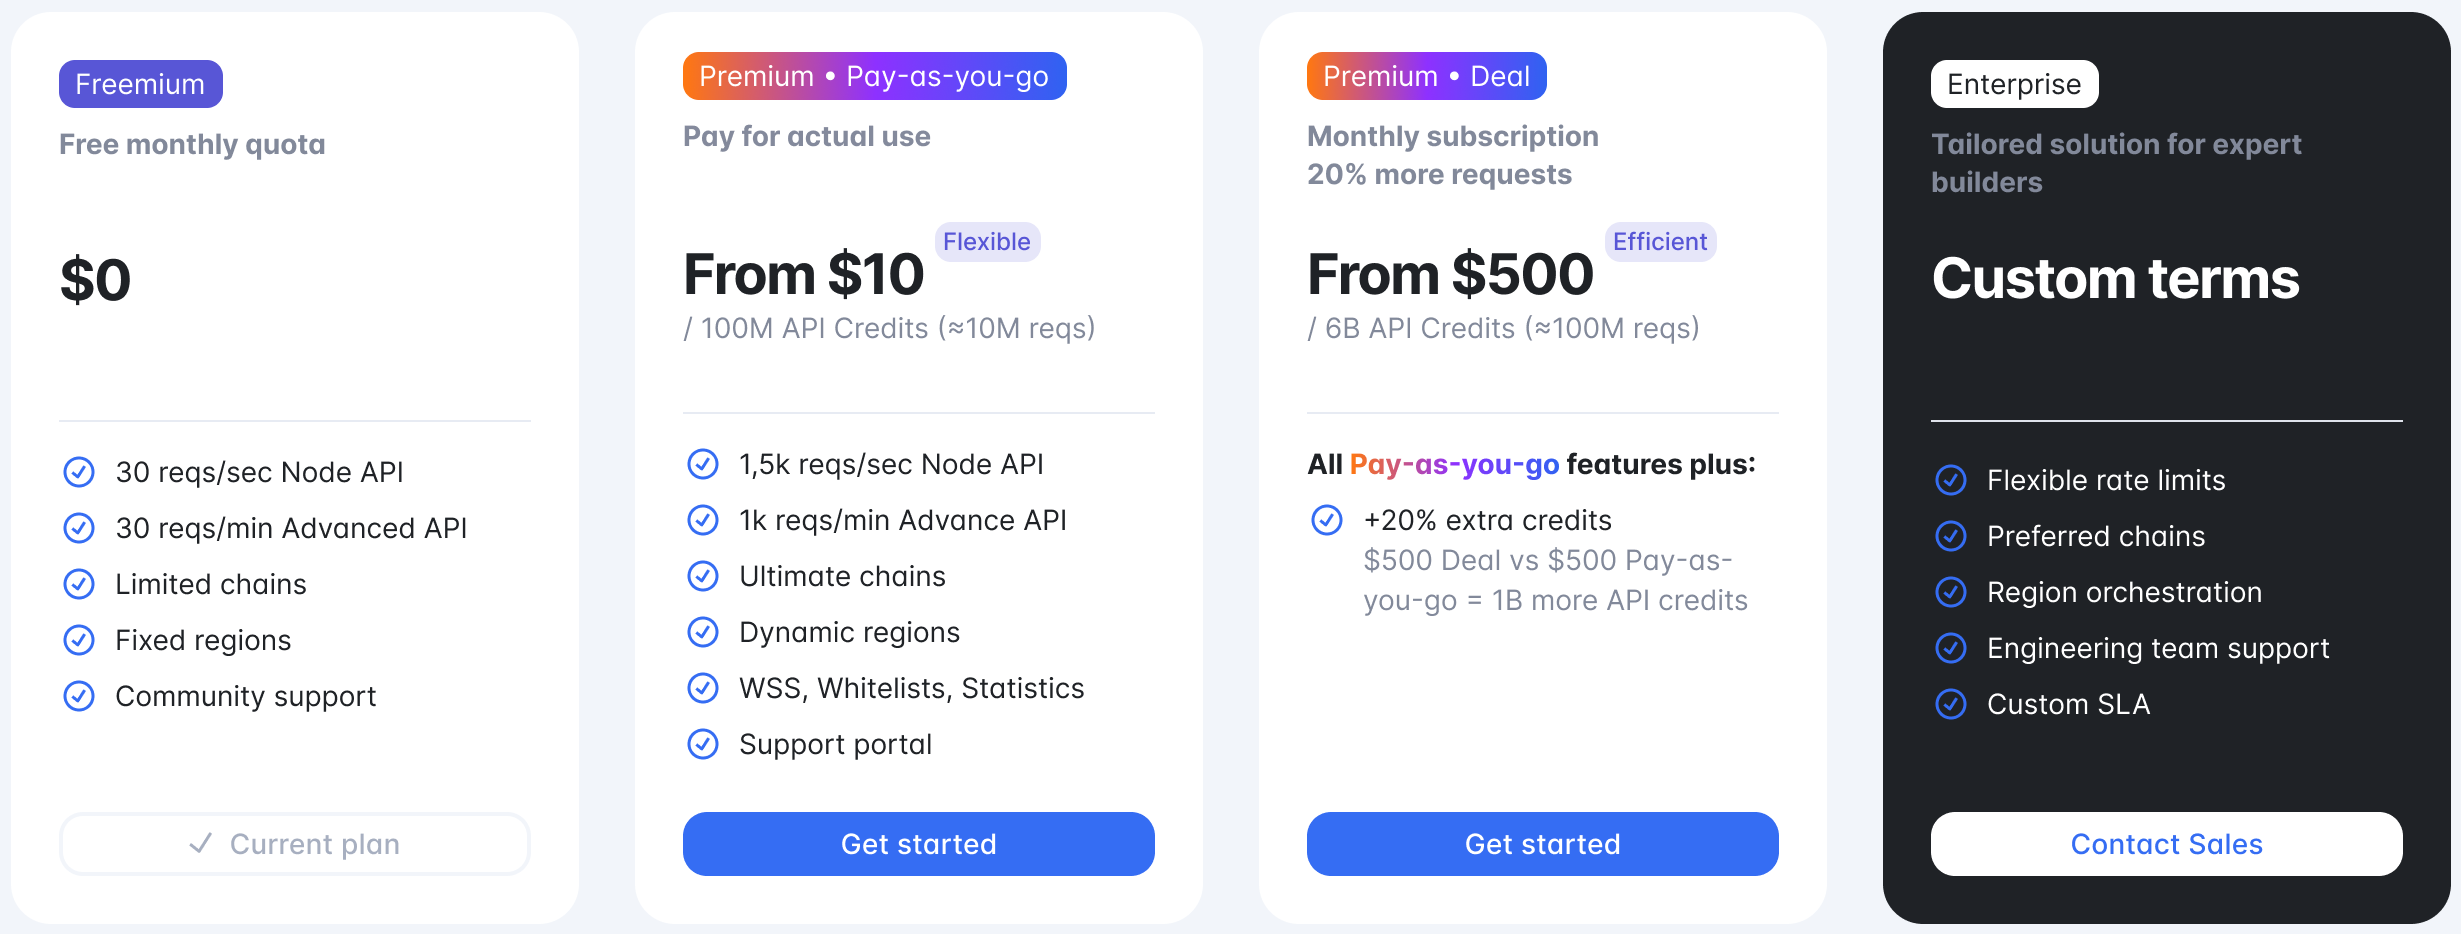 Freemium
Free monthly quota
$0
30 reqs/sec Node API
30 reqs/min Advanced API
Limited chains
Fixed regions
Community support
Current plan
Premium • Pay-as-you-go
Pay for actual use
From $10
Flexible
/ 100M API Credits (≈10M reqs)
1,5k reqs/sec Node API
1k reqs/min Advance API
Ultimate chains
Dynamic regions
WSS, Whitelists, Statistics
Support portal
Get started
Premium • Deal
Monthly subscription
20% more requests
From $500
Efficient
/ 6B API Credits (≈100M reqs)
All Pay-as-you-go features plus:
+20% extra credits
$500 Deal vs $500 Pay-as-
you-go = 1B more API credits
Get started
Enterprise
Tailored solution for expert
builders
Custom terms
Flexible rate limits
Preferred chains
Region orchestration
Engineering team support
Custom SLA
Contact Sales